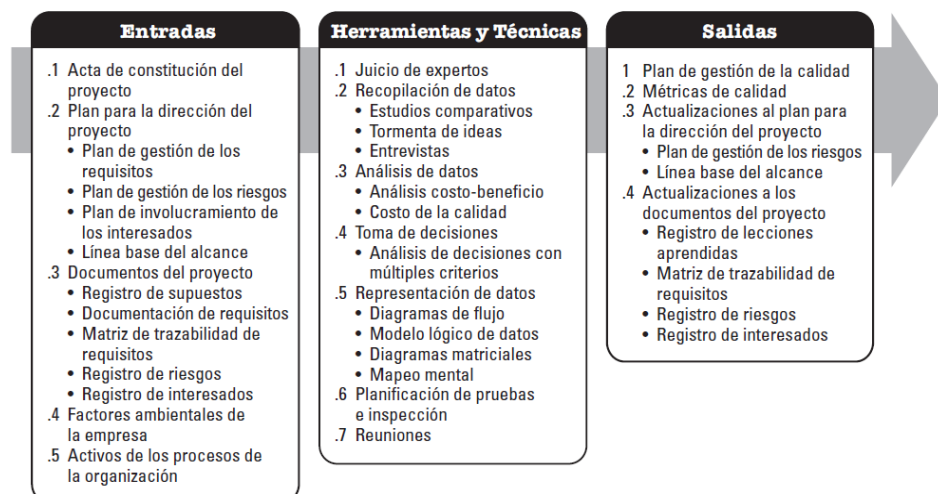 Entradas
.1 Acta de constitución del
proyecto
.2 Plan para la dirección del
proyecto
• Plan de gestión de los
requisitos
• Plan de gestión de los riesgos
• Plan de involucramiento de
los interesados
• Línea base del alcance
.3 Documentos del proyecto
• Registro de supuestos
• Documentación de requisitos
• Matriz de trazabilidad de
requisitos
• Registro de riesgos
• Registro de interesados
.4 Factores ambientales de
la empresa
.5 Activos de los procesos de
la organización
Herramientas y Técnicas
.1 Juicio de expertos
.2 Recopilación de datos
• Estudios comparativos
• Tormenta de ideas
• Entrevistas
.3 Análisis de datos
• Análisis costo-beneficio
• Costo de la calidad
.4 Toma de decisiones
• Análisis de decisiones con
múltiples criterios
.5 Representación de datos
• Diagramas de flujo
• Modelo lógico de datos
• Diagramas matriciales
• Mapeo mental
.6 Planificación de pruebas
e inspección
.7 Reuniones
Salidas
1 Plan de gestión de la calidad
.2 Métricas de calidad
.3 Actualizaciones al plan para
la dirección del proyecto
• Plan de gestión de los riesgos
• Línea base del alcance
.4 Actualizaciones a los
documentos del proyecto
• Registro de lecciones
aprendidas
• Matriz de trazabilidad de
requisitos
• Registro de riesgos
• Registro de interesados